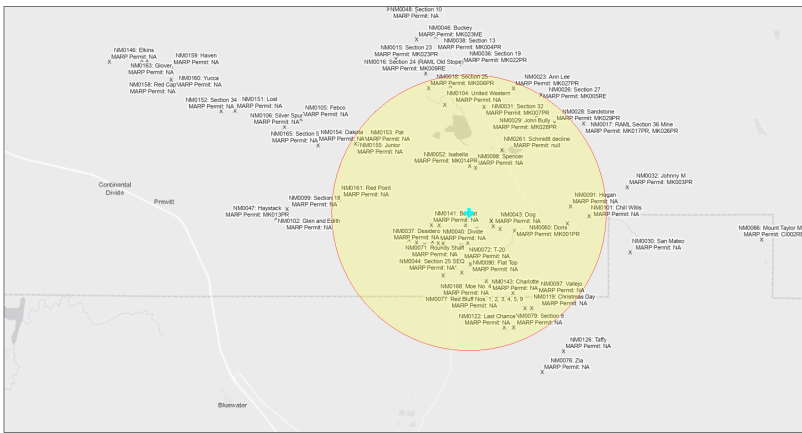 NM0048: Section 10
MARP Permit: NA
NM0046: Buckey
MARP Permit: MK023ME
NM0038: Section 13
MARP Permit: MK004PR
NM0015: Section 23
MARP Permit: MK023PR
NM0036: Section 19
MARP Permit: MK022PR
NM0016: Section 24 (RAML Old Stope)
MARP Permit: MK009RE
NM0146: Elkins
MARP Permit: NA
NM0159: Haven
MARP Permit: NA
NM0163: Glover,
MARP Permit: NA
NM0160: Yucca
MARP Permit: NA
NM0158: Red Cap
MARP Permit: NA
NM0018: Section 25
MARP Permit: MK006PR
NM0023: Ann Lee
MARP Permit: MK027PR
NM0104: United Western
MARP Permit: NA
NM0026: Section 27
MARP Permit: MK005RE
NM0152: Section 34
MARP Permit: NA
NM0151: Lost
MARP Permit: NA
NM0105: Febco
MARP Permit: NA
NM0106: Silver Spur
MARP Permit: NA
NM0031: Section 32
MARP Permit: MK007PR
NM0028: Sandstone
MARP Permit: MK029PR
NM0029: John Bully
MARP Permit: MK028PR
NM0017: RAML Section 36 Mine
MARP Permit: MK017PR, MK026PR
NM0165: Section 5
MARP Permit: NA
NM0154: Dakota
MARP Permit: NA
NM0153: Pat
MARP Permit: NA
NM0155: Junior
MARP Permit: NA
NM0261: Schmidt decline
MARP Permit: null
NM0052: Isabella
MARP Permit: MK014PR
NM0098: Spencer
MARP Permit: NA
NM0032: Johnny M
MARP Permit: MK003PR
Continental
Divide
Prewitt
NM0161: Red Point
MARP Permit: NA
NM0099: Section 18
MARP Permit: NA
NM0091: Hogan
MARP Permit: NA
NM0047: Haystack
MARP Permit: MK013PR
NM0102: Glen and Edith
MARP Permit: NA
NM0101: Chill Willis
MARP Permit: NA
NM0141:
MARP Permit: NA
NM0043: Dog
MARP Permit: NA
NM0060: Doris
MARP Permit: MK001PR
NM0066: Mount Taylor M
MARP Permit: CI002RE
NM0037: Desidero
MARP Permit: NA
NM0040: Divide
MARP Permit: NA
NM0030: San Mateo
MARP Permit: NA
NM0071: Roundy Shaft
MARP Permit: NA
NM0072: T-20
MARP Permit: NA
NM0044: Section 25 SEQ
MARP Permit: NA
NM0090: Flat Top
MARP Permit: NA
NM0168: Moe No. 4
MARP Permit: NA
NM0143: Charlotte
MARP Permit: NA
NM0097: Vallejo
MARP Permit: NA
NM0077: Red Bluff Nos. 1, 2, 3, 4, 5, 9
MARP Permit: NA
NM0119: Christmas Day
MARP Permit: NA
NM0122: Last Chance
MARP Permit: NA
NM0079: Section 9
MARP Permit: NA
NM0126: Taffy
MARP Permit: NA
NM0076: Zia
MARP Permit: NA
Bluewater